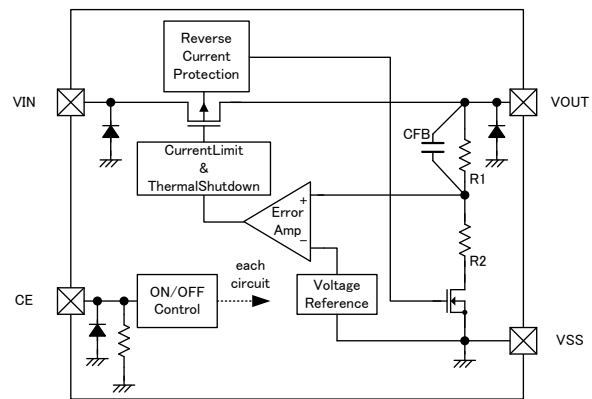 Reverse
Current
Protection
VIN
VOUT
CFB
R1
CurrentLimit
&
ThermalShutdown
+
Error
Amp
−
R2
each
circuit
CE
ON/OFF
Control
Voltage
Reference
VSS